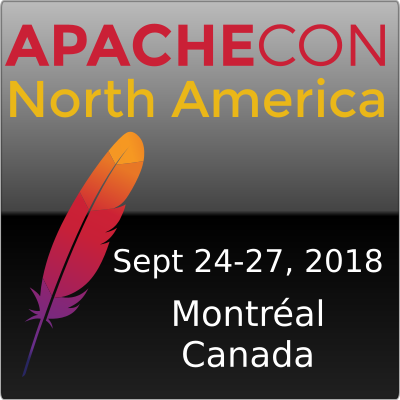 APACHECON
North America
Sept 24-27, 2018
Montréal
Canada